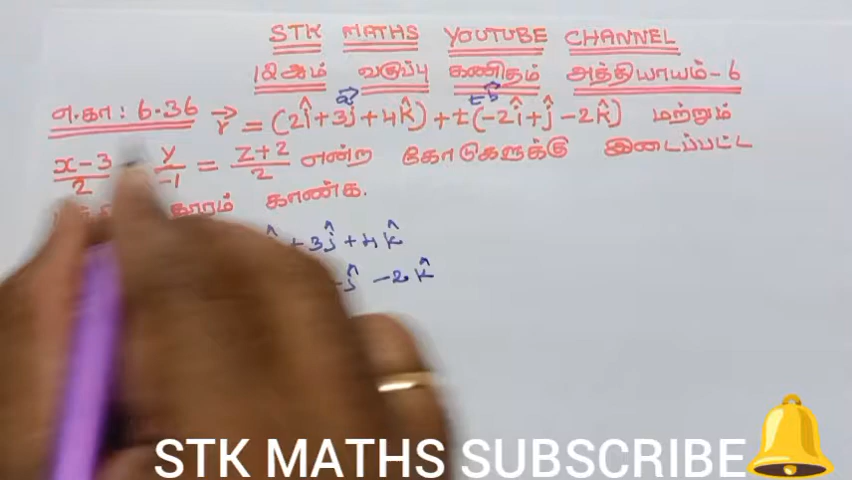 STK MATHS YOUTUBE CHANNEL
12ஆம் வகுப்பு கணிதம் அத்தியாயம்-6
எ.கா: 6.36 r⃗ = (2î+3ĵ+4k̂)+t(-2î+ĵ-2k̂) மற்றும்
a⃗ t b⃗
x-3/2 y/-1 = z+2/2 என்ற கோடுகளுக்கு இடைப்பட்ட
தூரம் காண்க.
+3ĵ+4k̂
ĵ -2k̂
STK MATHS SUBSCRIBE